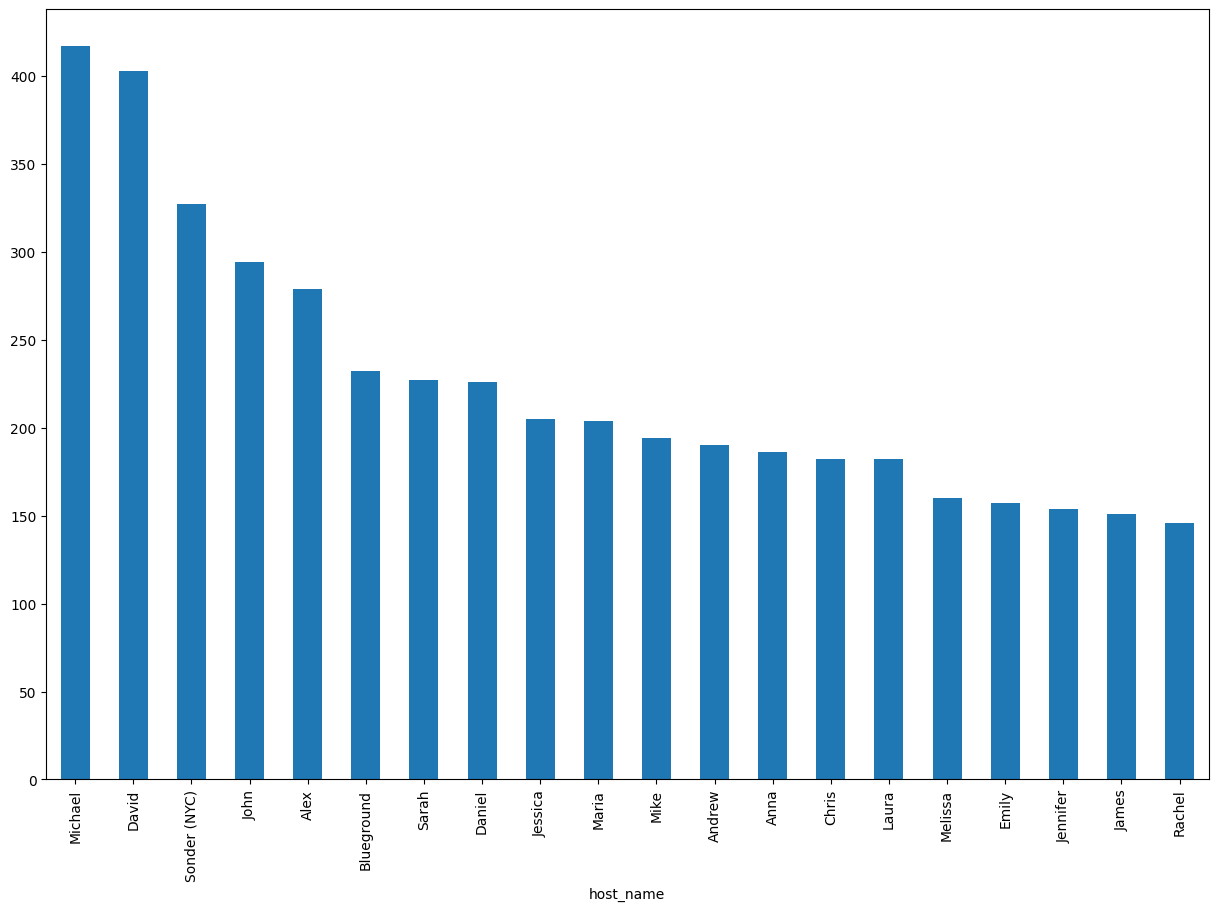 400
350
300
250
200
150
100
50
0
Michael
David
Sonder (NYC)
John
Alex
Blueground
Sarah
Daniel
Jessica
Maria
Mike
Andrew
Anna
Chris
Laura
Melissa
Emily
Jennifer
James
Rachel
host_name